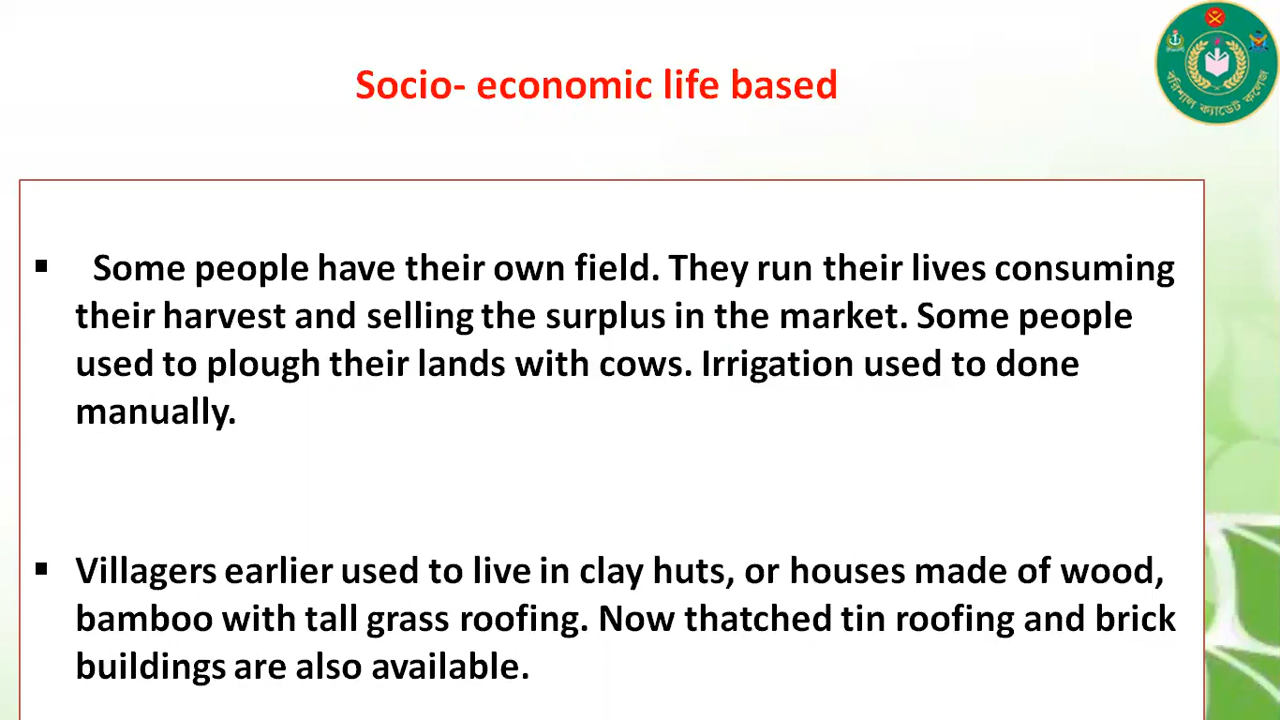 বরিশাল ক্যাডেট কলেজ
Socio- economic life based
▪ Some people have their own field. They run their lives consuming
their harvest and selling the surplus in the market. Some people
used to plough their lands with cows. Irrigation used to done
manually.
▪ Villagers earlier used to live in clay huts, or houses made of wood,
bamboo with tall grass roofing. Now thatched tin roofing and brick
buildings are also available.